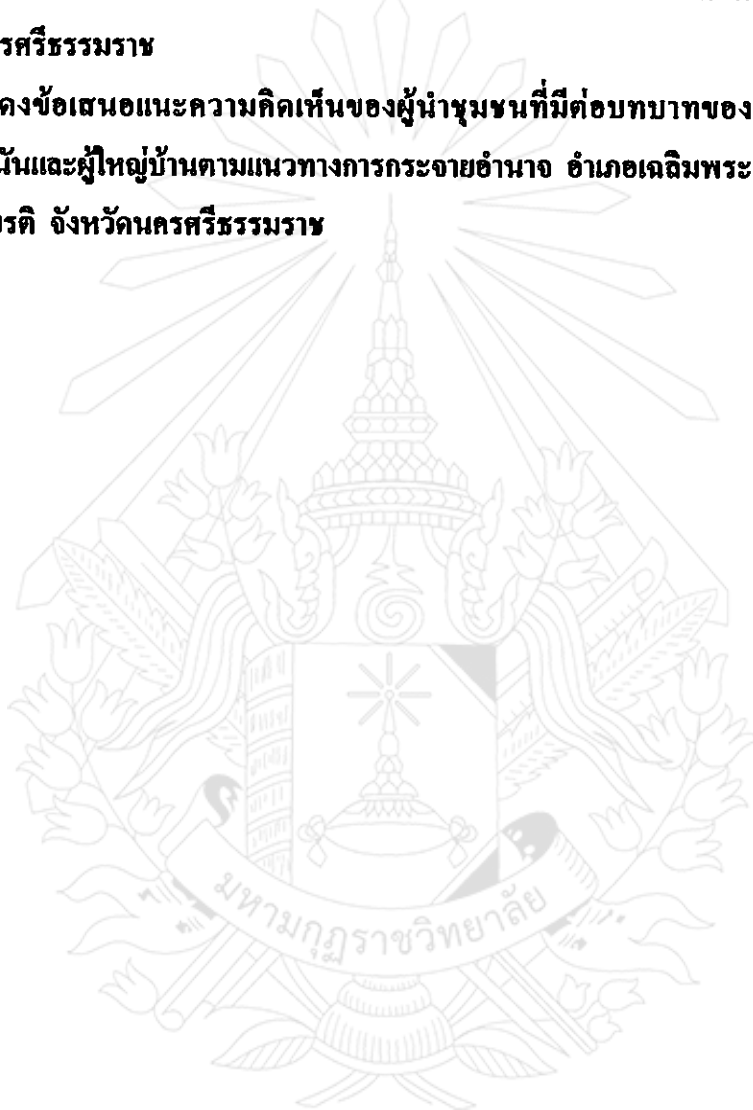 รศรีธรรมราช
ดงข้อเสนอแนะความคิดเห็นของผู้นำชุมชนที่มีต่อบทบาทของ
นันและผู้ใหญ่บ้านตามแนวทางการกระจายอำนาจ อำเภอเฉลิมพระ
รติ จังหวัดนครศรีธรรมราช
มหามกุฏราชวิทยาลัย